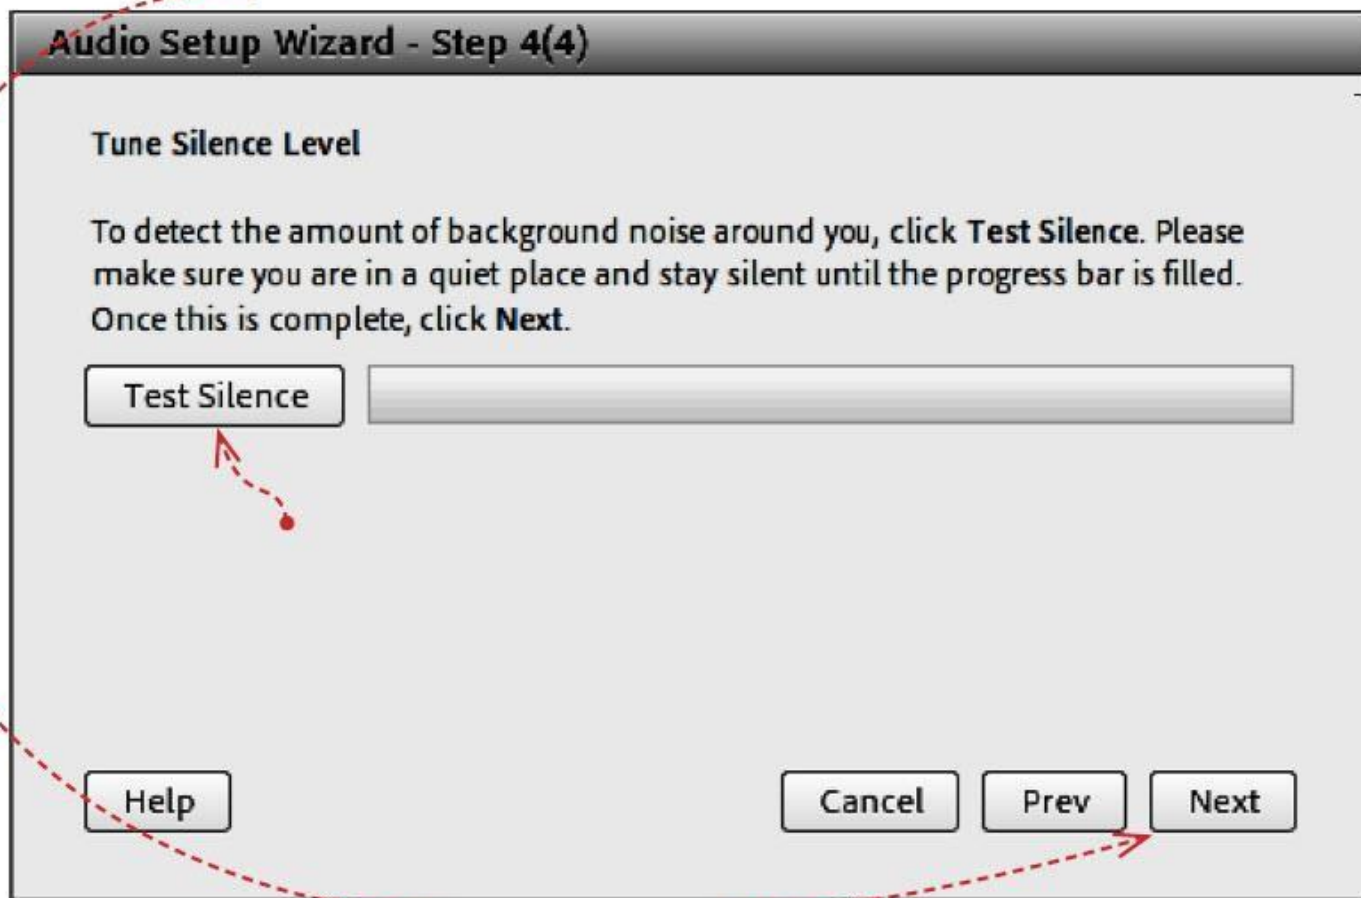 Audio Setup Wizard - Step 4(4)
Tune Silence Level
To detect the amount of background noise around you, click Test Silence. Please
make sure you are in a quiet place and stay silent until the progress bar is filled.
Once this is complete, click Next.
Test Silence
Help
Cancel
Prev
Next